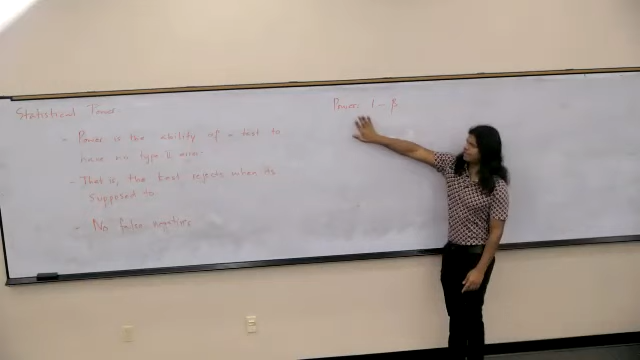 Statistical Power
- Power is the ability of a test to
have no type II error
- That is, the test rejects when its
supposed to
- No false negatives
Power: 1 - β